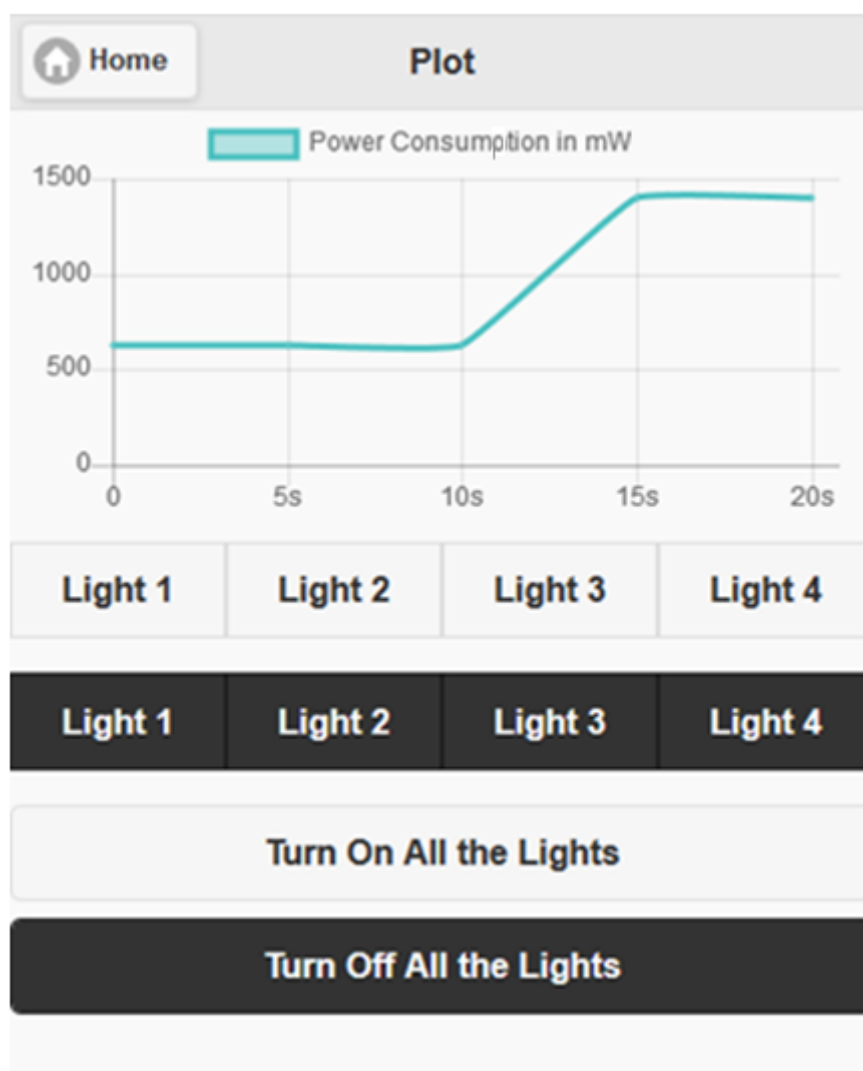 Home Plot
Power Consumption in mW
1500
1000
500
0
0 5s 10s 15s 20s
Light 1 Light 2 Light 3 Light 4
Light 1 Light 2 Light 3 Light 4
Turn On All the Lights
Turn Off All the Lights